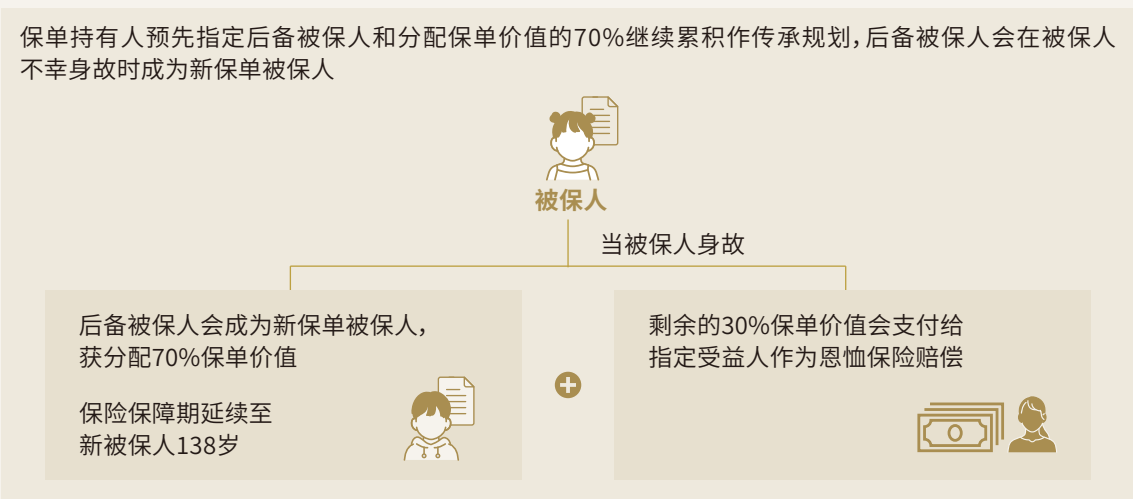 保单持有人预先指定后备被保人和分配保单价值的70%继续累积作传承规划，后备被保人会在被保人
不幸身故时成为新保单被保人
被保人
当被保人身故
后备被保人会成为新保单被保人，
获分配70%保单价值
保险保障期延续至
新被保人138岁
剩余的30%保单价值会支付给
指定受益人作为恩恤保险赔偿